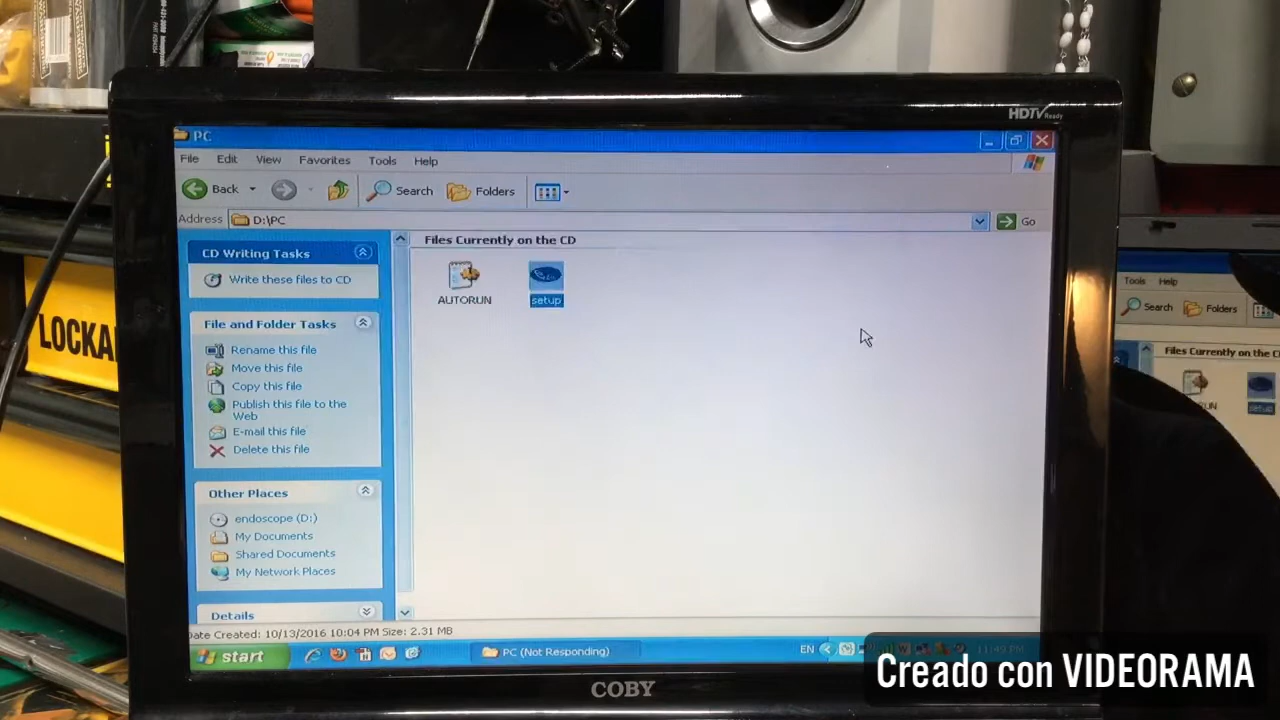 HDTV Ready
PC
File Edit View Favorites Tools Help
Back Search Folders
Address D:\PC Go
CD Writing Tasks
Write these files to CD
File and Folder Tasks
Rename this file
Move this file
Copy this file
Publish this file to the
Web
E-mail this file
Delete this file
Other Places
endoscope (D:)
My Documents
Shared Documents
My Network Places
Details
Files Currently on the CD
AUTORUN setup
Date Created: 10/13/2016 10:04 PM Size: 2.31 MB
start PC (Not Responding) EN 11:49 PM
COBY
LOCKA
Tools Help
Search Folders
Files Currently on the C
setup
Creado con VIDEORAMA